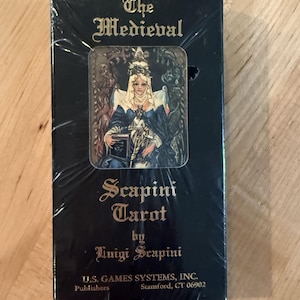 The
Medieval
Scapini
Tarot
by
Luigi Scapini
U.S. GAMES SYSTEMS, INC.
Publishers Stamford, CT 06902